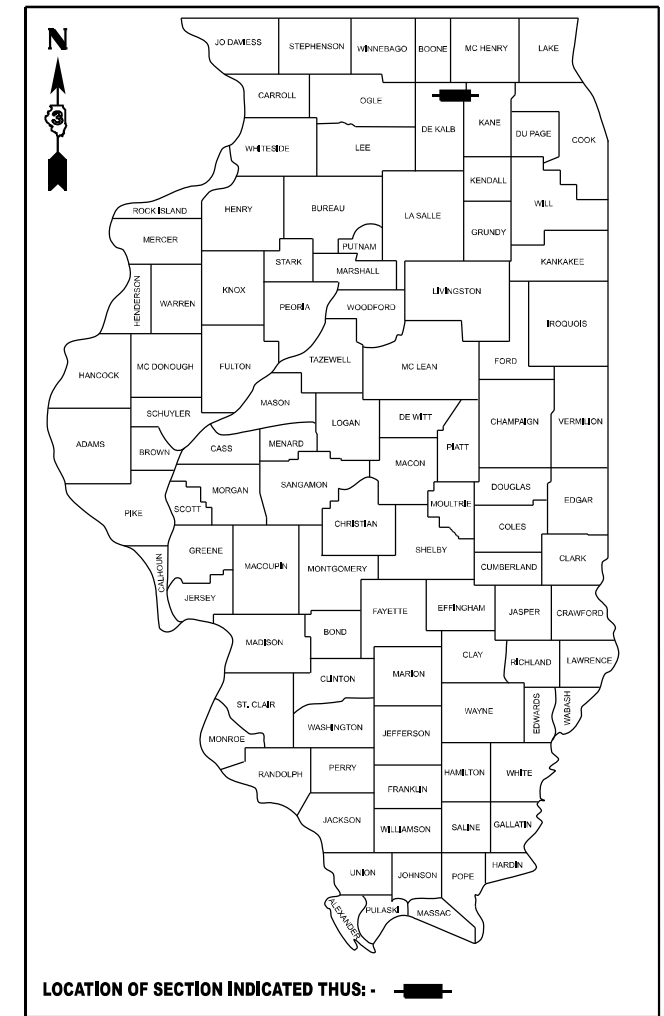 JO DAVIESS
STEPHENSON
WINNEBAGO
BOONE
MC HENRY
LAKE
N
3
CARROLL
OGLE
DE KALB
KANE
DU PAGE
COOK
WHITESIDE
LEE
KENDALL
WILL
ROCK ISLAND
HENRY
BUREAU
LA SALLE
GRUNDY
MERCER
PUTNAM
STARK
MARSHALL
KANKAKEE
HENDERSON
WARREN
KNOX
PEORIA
WOODFORD
LIVINGSTON
IROQUOIS
HANCOCK
MC DONOUGH
FULTON
TAZEWELL
MC LEAN
FORD
MASON
SCHUYLER
LOGAN
DE WITT
CHAMPAIGN
VERMILION
ADAMS
BROWN
CASS
MENARD
PIATT
MACON
MORGAN
SANGAMON
DOUGLAS
EDGAR
PIKE
SCOTT
CHRISTIAN
MOULTRIE
COLES
GREENE
SHELBY
CALHOUN
MACOUPIN
MONTGOMERY
CUMBERLAND
CLARK
JERSEY
FAYETTE
EFFINGHAM
JASPER
CRAWFORD
MADISON
BOND
CLAY
RICHLAND
LAWRENCE
CLINTON
MARION
ST. CLAIR
WAYNE
EDWARDS
WABASH
WASHINGTON
JEFFERSON
MONROE
RANDOLPH
PERRY
HAMILTON
WHITE
FRANKLIN
JACKSON
WILLIAMSON
SALINE
GALLATIN
UNION
JOHNSON
POPE
HARDIN
ALEXANDER
PULASKI
MASSAC
LOCATION OF SECTION INDICATED THUS: -